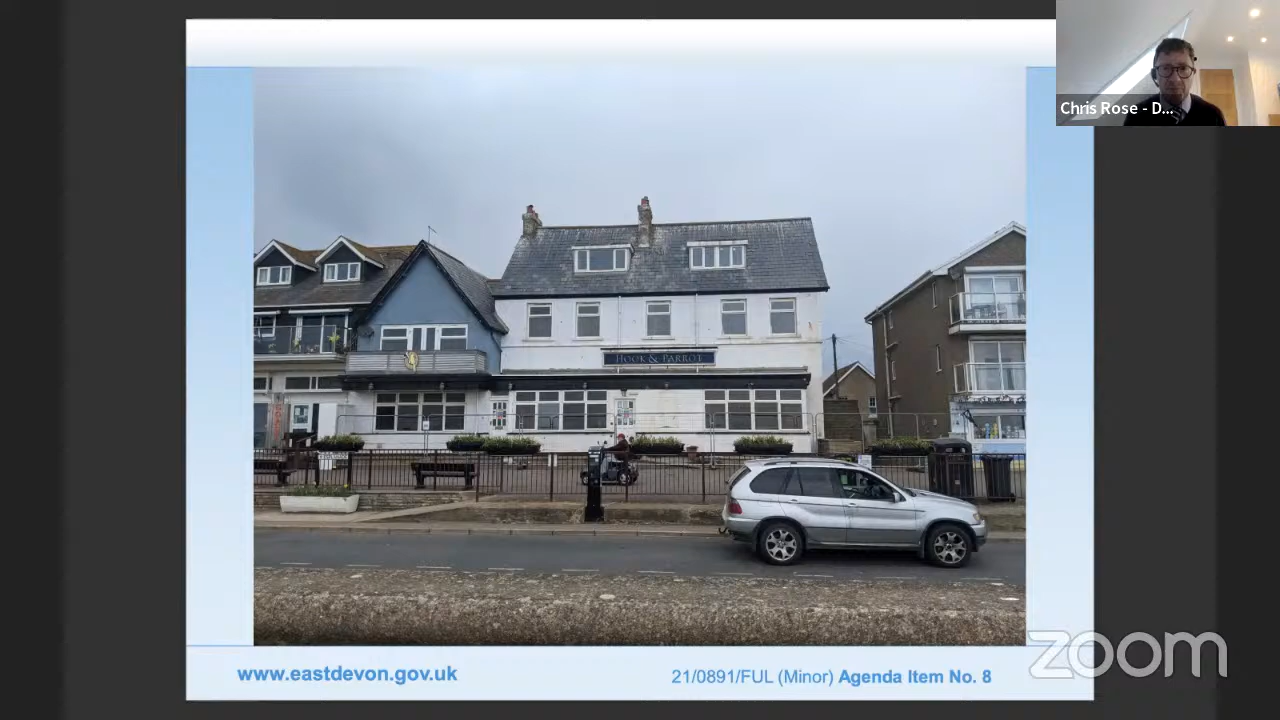 Chris Rose - D...
HOOK & PARROT
www.eastdevon.gov.uk
21/0891/FUL (Minor) Agenda Item No. 8
zoom